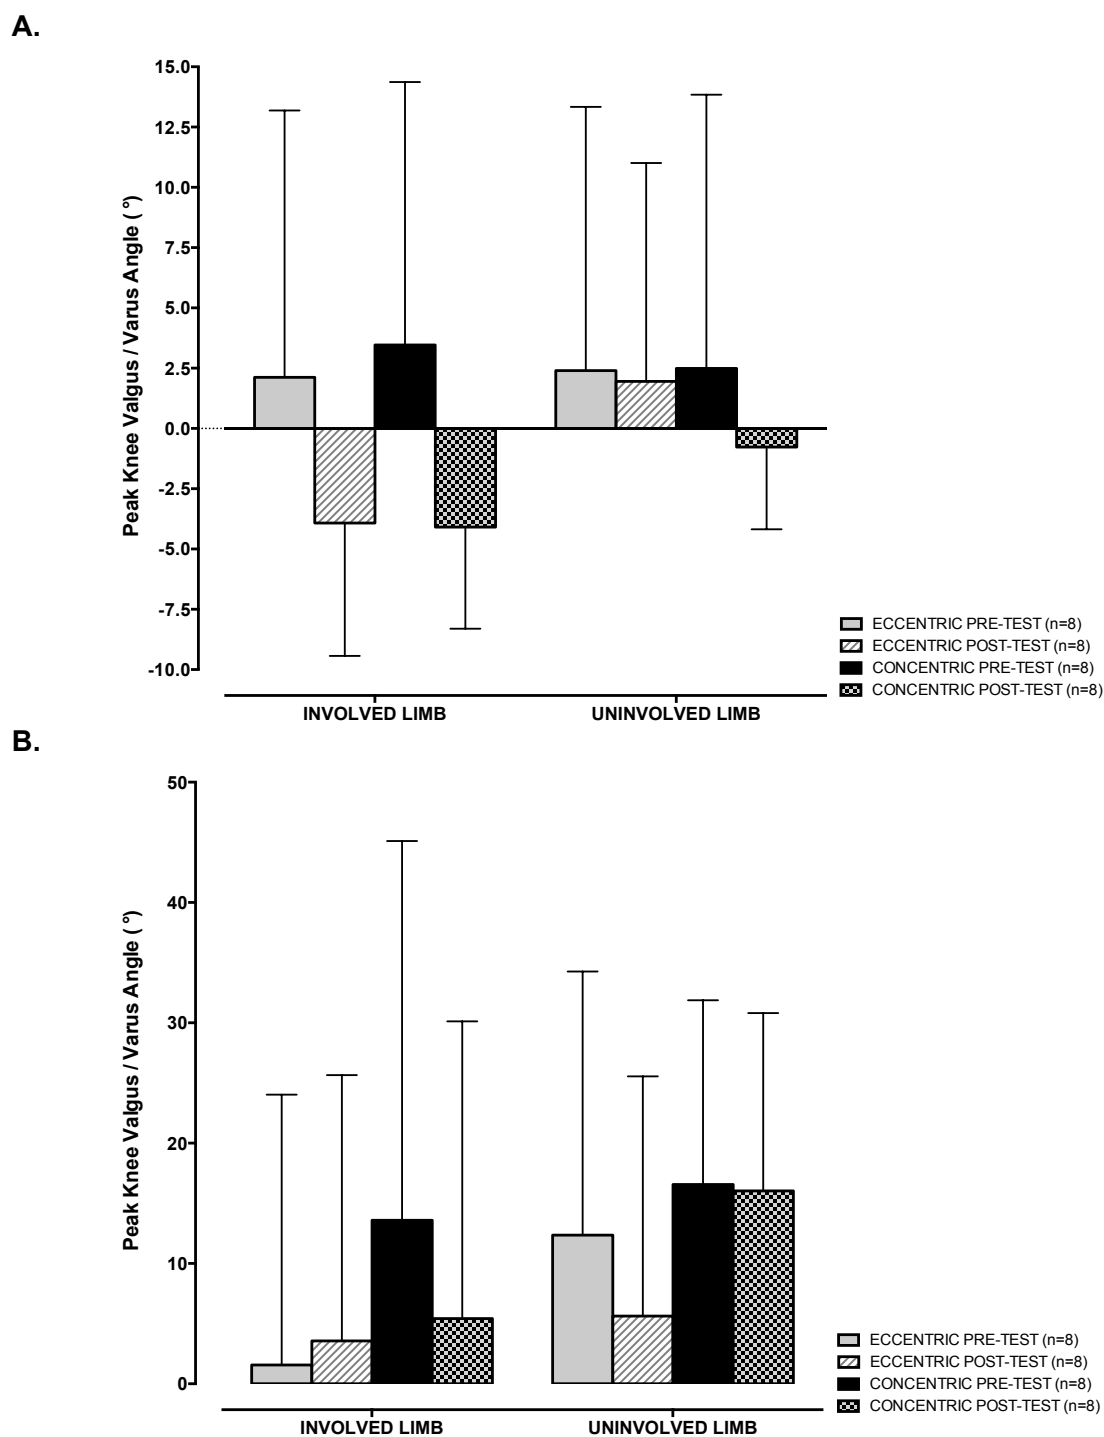 A.
Peak Knee Valgus / Varus Angle (°)
15.0
12.5
10.0
7.5
5.0
2.5
0.0
-2.5
-5.0
-7.5
-10.0
INVOLVED LIMB
UNINVOLVED LIMB
ECCENTRIC PRE-TEST (n=8)
ECCENTRIC POST-TEST (n=8)
CONCENTRIC PRE-TEST (n=8)
CONCENTRIC POST-TEST (n=8)
B.
Peak Knee Valgus / Varus Angle (°)
50
40
30
20
10
0
INVOLVED LIMB
UNINVOLVED LIMB
ECCENTRIC PRE-TEST (n=8)
ECCENTRIC POST-TEST (n=8)
CONCENTRIC PRE-TEST (n=8)
CONCENTRIC POST-TEST (n=8)